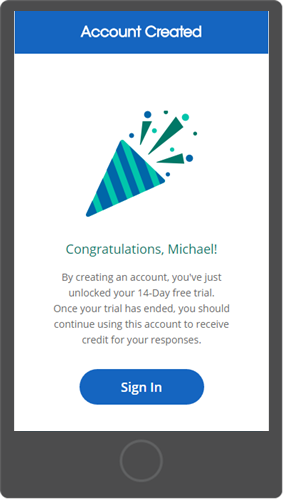 Account Created
Congratulations, Michael!
By creating an account, you've just
unlocked your 14-Day free trial.
Once your trial has ended, you should
continue using this account to receive
credit for your responses.
Sign In